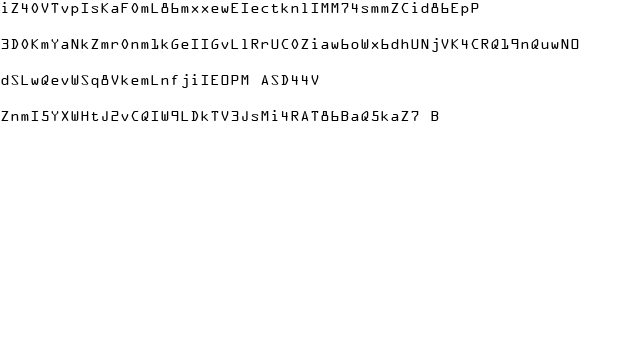 iZ40VTvpIsKaF0mL86mxxewEIectknlIMM74smmZCid86EpP
3D0KmYaNkZmr0nm1kGeIIGvL1RrUC0Ziaw6oWx6dhUNjVK4CRQ19nQuwNO
dSLwQevWSq8VkemLnfjiIEOPM ASD44V
ZnmI5YXWHtJ2vCQIW9LDkTV3JsMi4RAT86BaQ5kaZ7 B